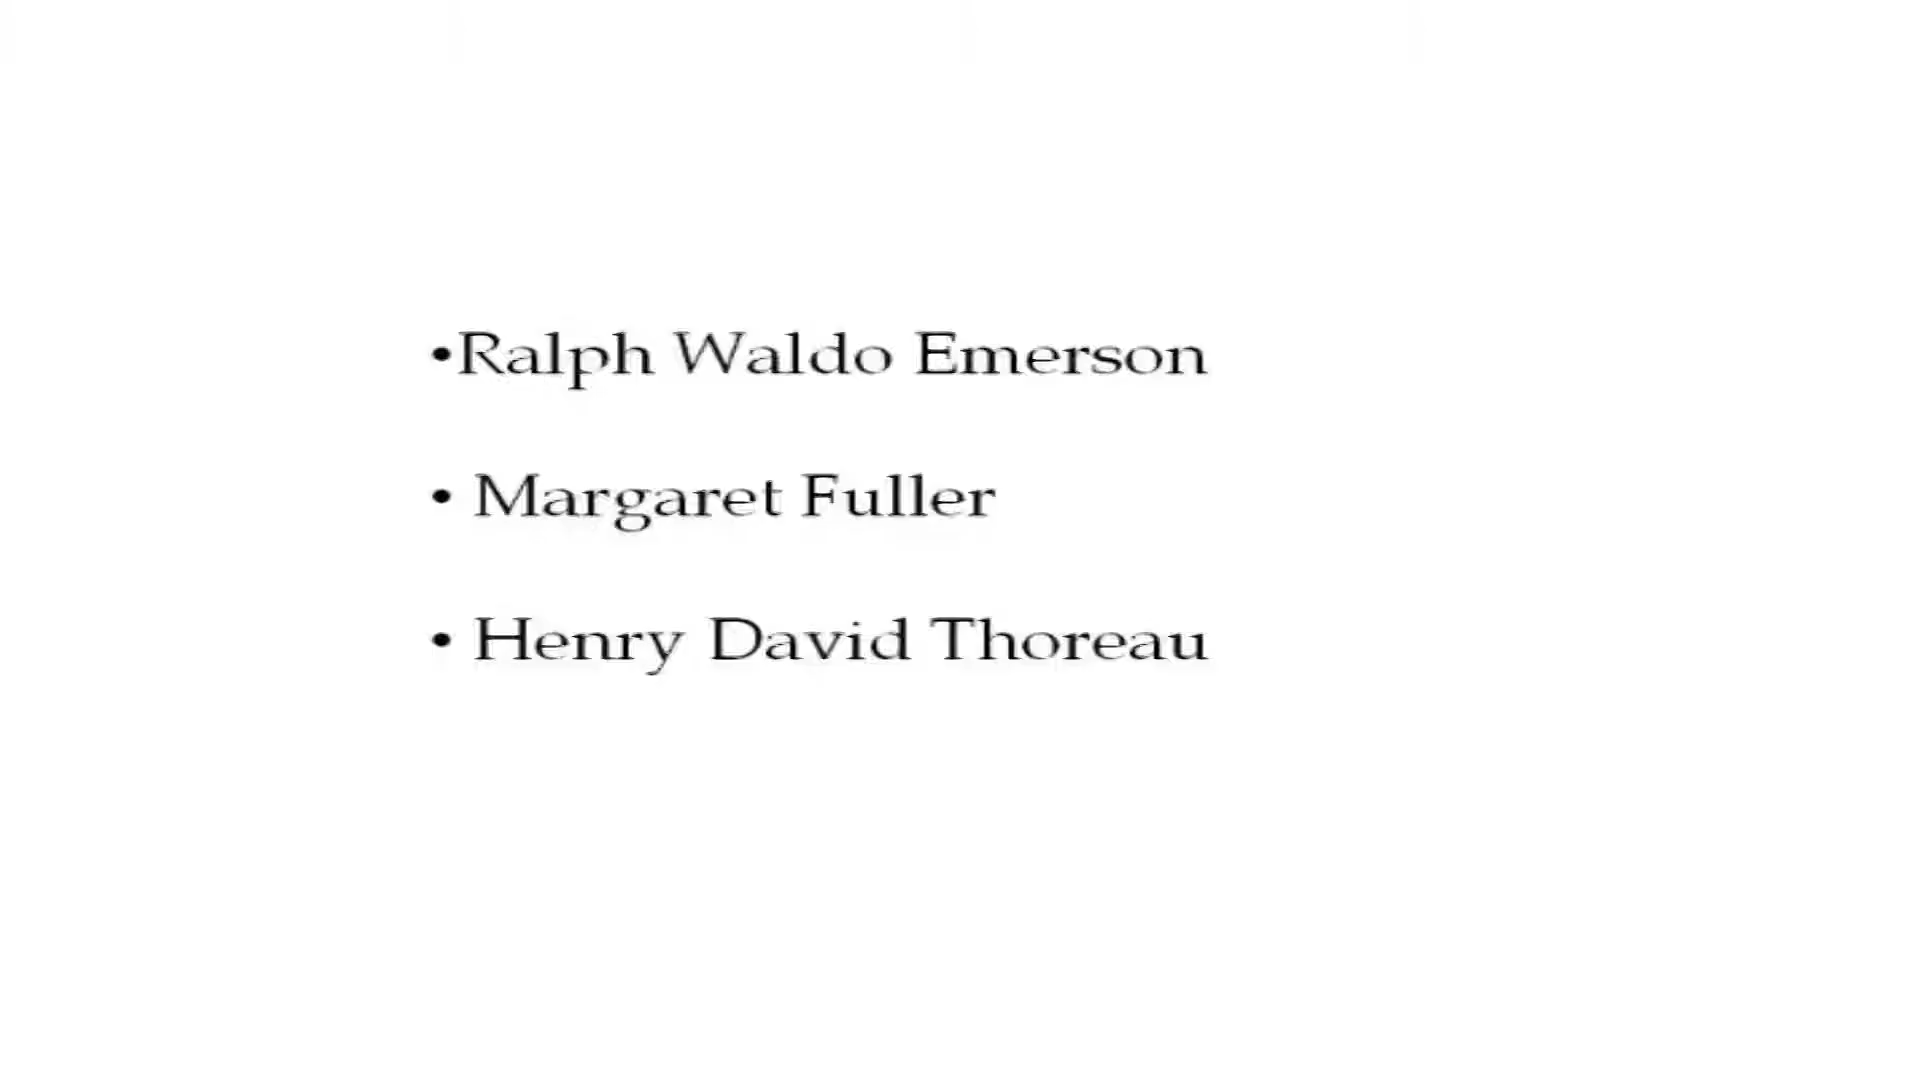 •Ralph Waldo Emerson
• Margaret Fuller
• Henry David Thoreau